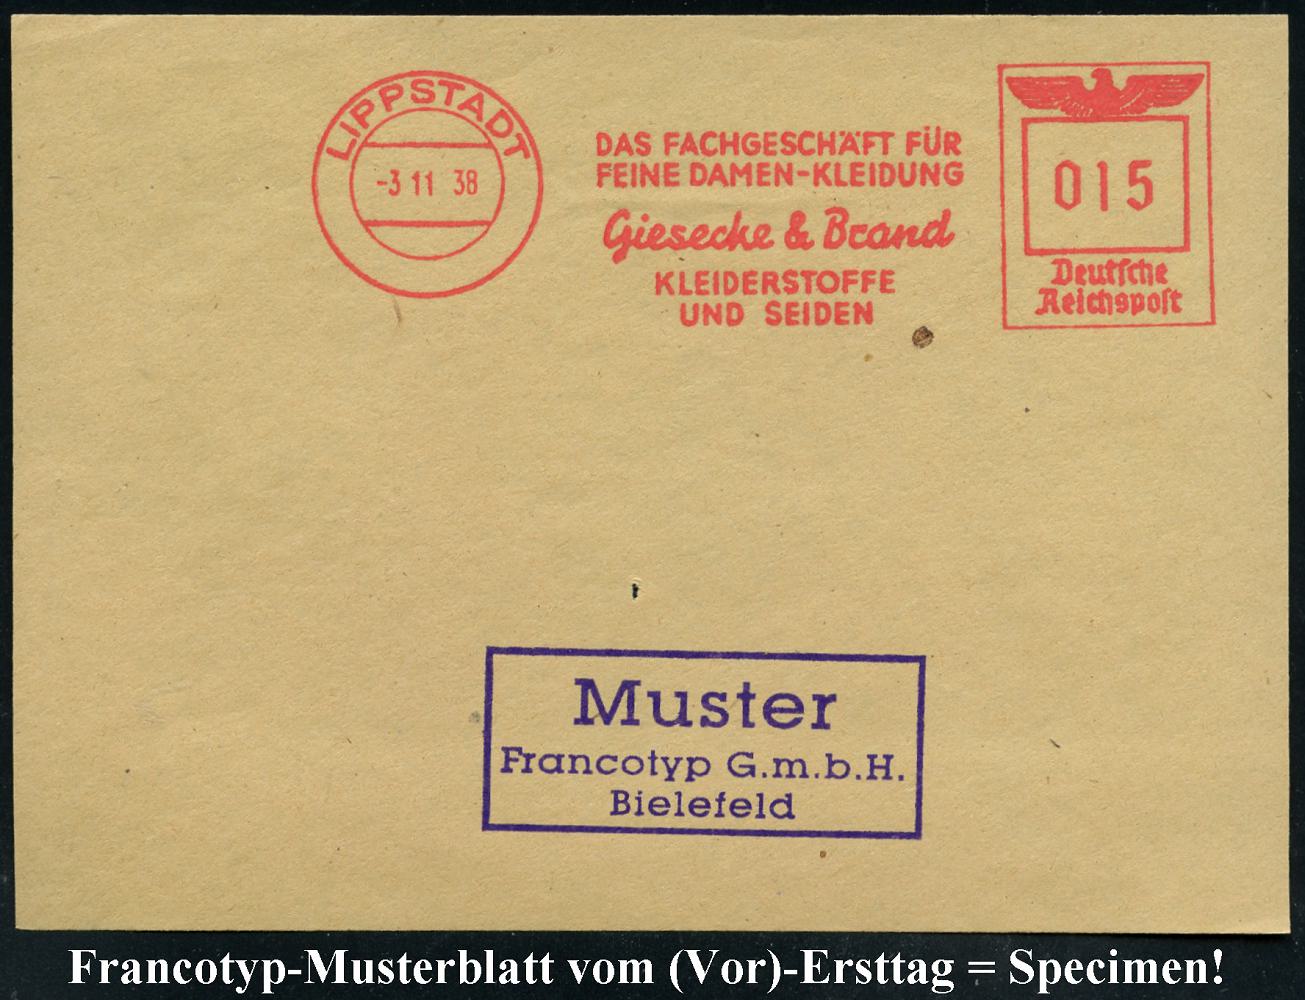 LIPPSTADT
-3 11 38
DAS FACHGESCHÄFT FÜR
FEINE DAMEN-KLEIDUNG
Giesecke & Brand
KLEIDERSTOFFE
UND SEIDEN
015
Deutsche
Reichspost
Muster
Francotyp G.m.b.H.
Bielefeld
Francotyp-Musterblatt vom (Vor)-Ersttag = Specimen!